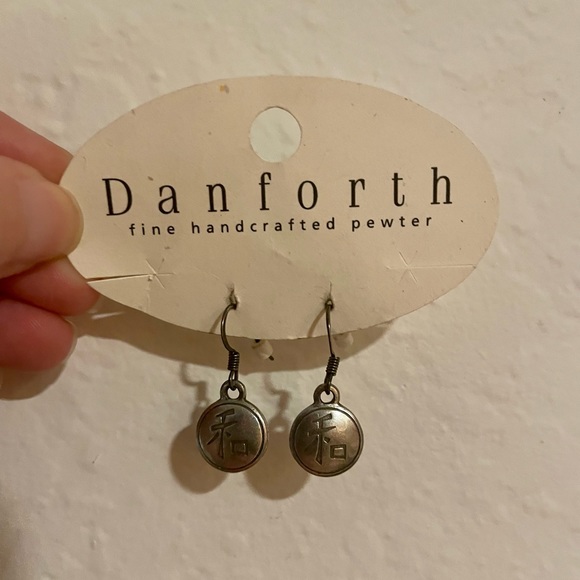 Danforth
fine handcrafted pewter
和 和